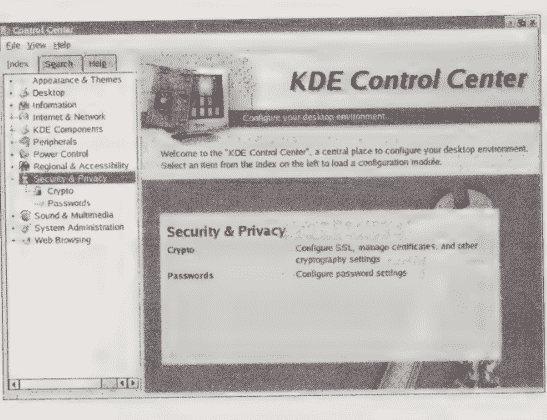 Control Center
File View Help
Index Search Help
Appearance & Themes
Desktop
Information
Internet & Network
KDE Components
Peripherals
Power Control
Regional & Accessibility
Security & Privacy
Crypto
Passwords
Sound & Multimedia
System Administration
Web Browsing
KDE Control Center
Configure your desktop environment.
Welcome to the "KDE Control Center", a central place to configure your desktop environment.
Select an item from the index on the left to load a configuration module.
Security & Privacy
Crypto Configure SSL, manage certificates, and other
cryptography settings
Passwords Configure password settings